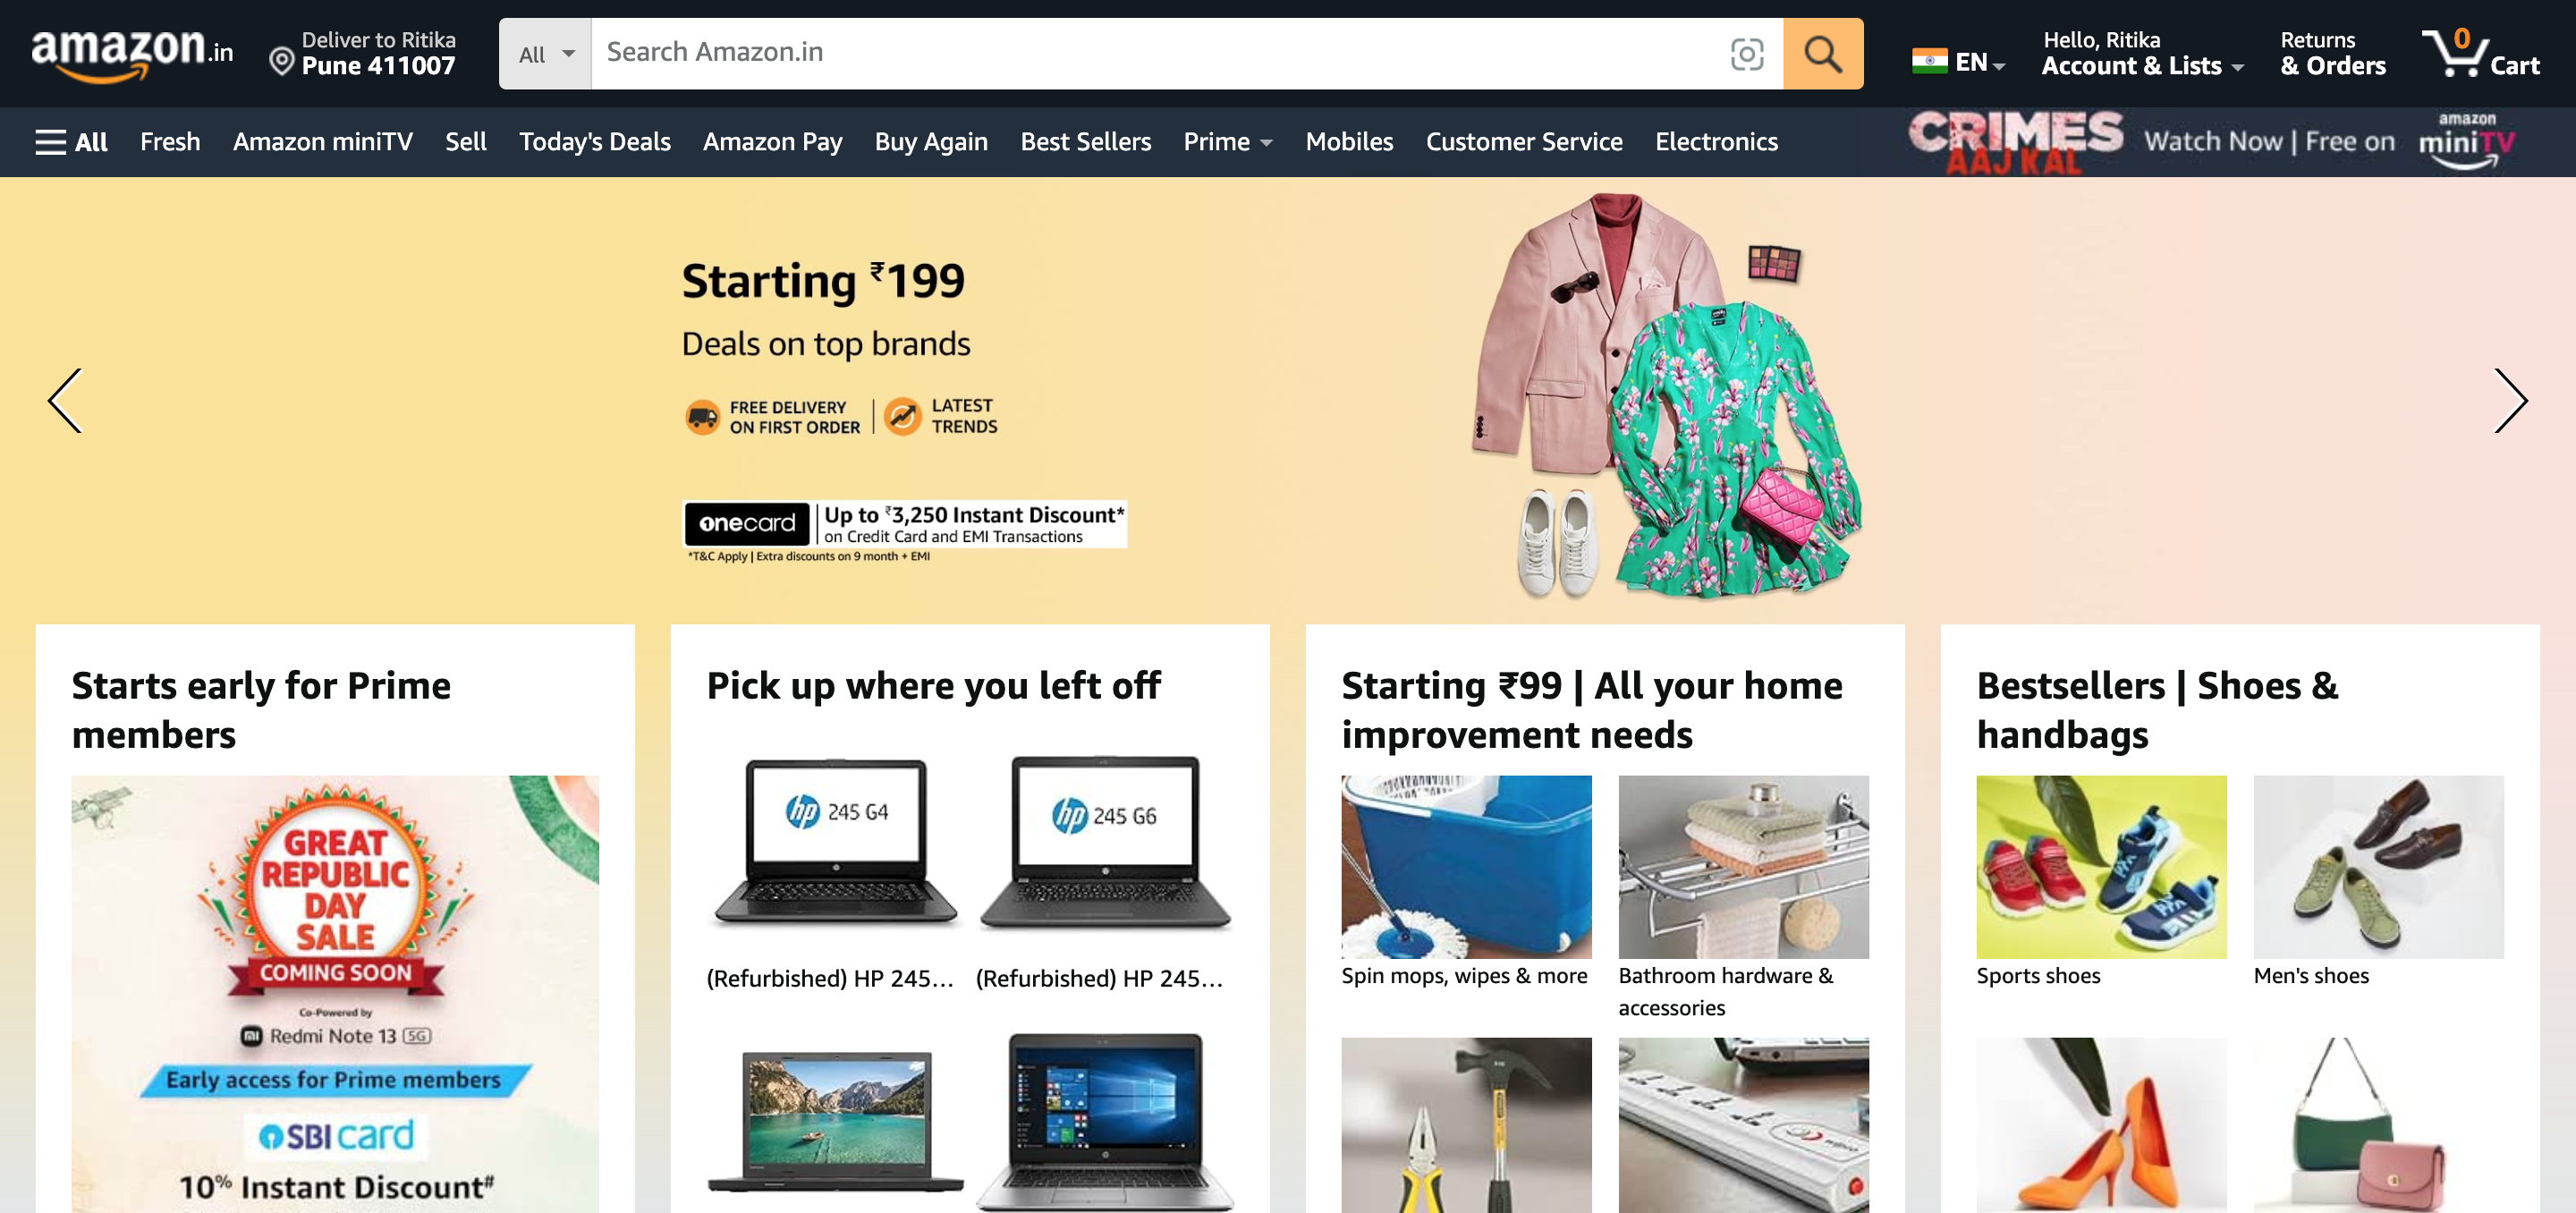 amazon.in
Deliver to Ritika
Pune 411007
All
Search Amazon.in
EN
Hello, Ritika
Account & Lists
Returns
& Orders
0
Cart
All
Fresh
Amazon miniTV
Sell
Today's Deals
Amazon Pay
Buy Again
Best Sellers
Prime
Mobiles
Customer Service
Electronics
CRIMES
AAJ KAL
Watch Now | Free on
amazon
miniTV
Starting ₹199
Deals on top brands
FREE DELIVERY
ON FIRST ORDER
LATEST
TRENDS
onecard
Up to ₹3,250 Instant Discount*
on Credit Card and EMI Transactions
*T&C Apply | Extra discounts on 9 month + EMI
Starts early for Prime
members
GREAT
REPUBLIC
DAY
SALE
COMING SOON
Co-Powered by
Redmi Note 13 5G
Early access for Prime members
SBI card
10% Instant Discount#
Pick up where you left off
hp 245 G4
hp 245 G6
(Refurbished) HP 245...
(Refurbished) HP 245...
Starting ₹99 | All your home
improvement needs
Spin mops, wipes & more
Bathroom hardware &
accessories
Bestsellers | Shoes &
handbags
Sports shoes
Men's shoes